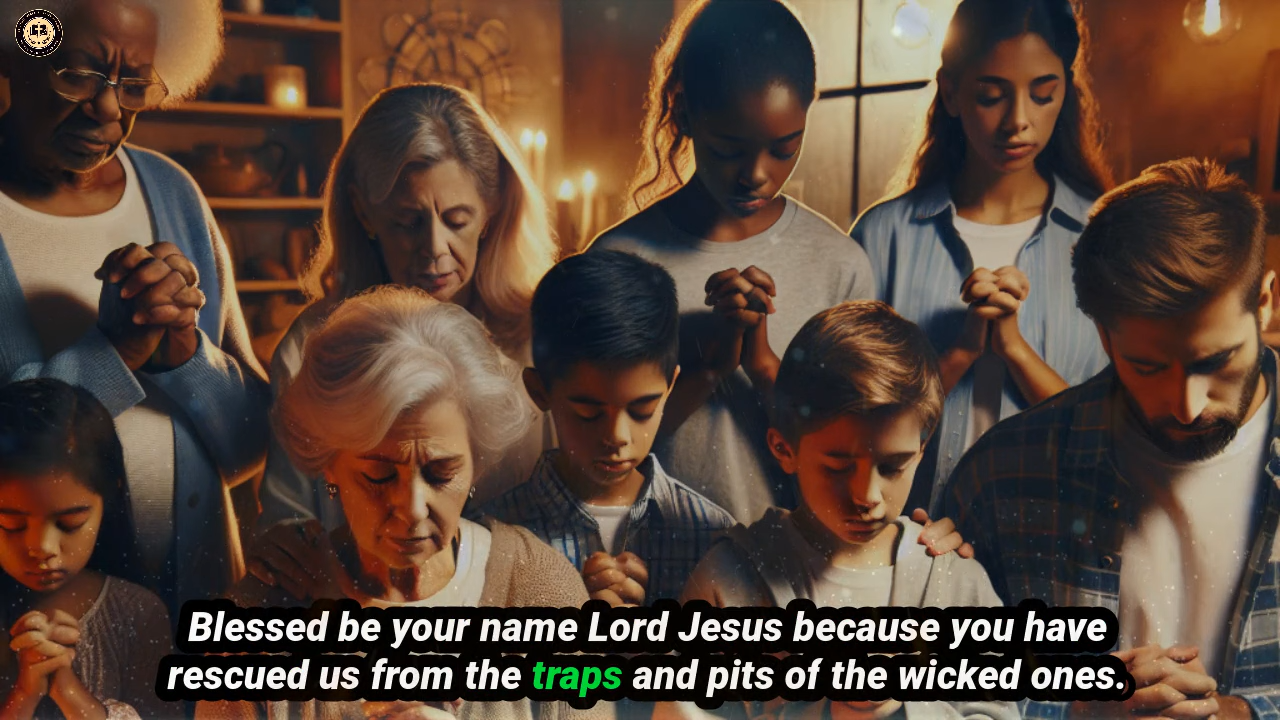 Blessed be your name Lord Jesus because you have
rescued us from the traps and pits of the wicked ones.